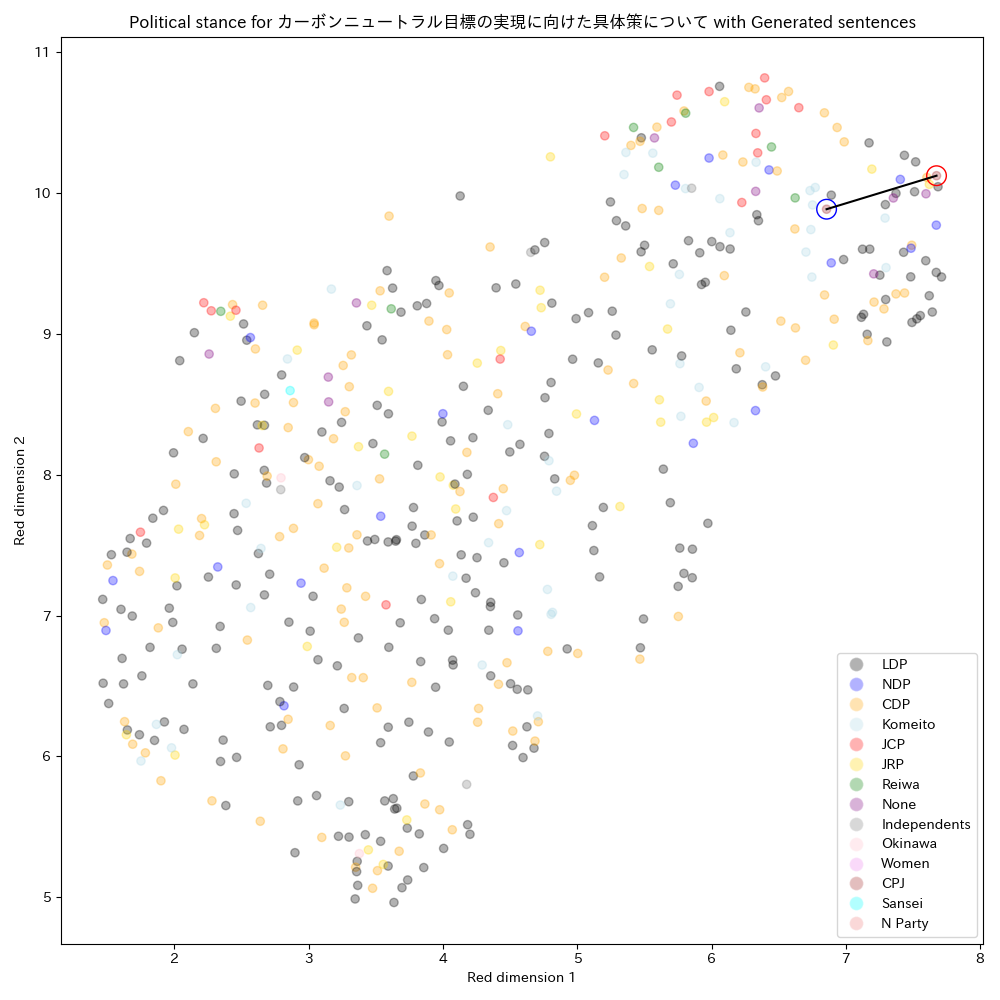 Political stance for カーボンニュートラル目標の実現に向けた具体策について with Generated sentences
11
10
9
8
7
6
5
Red dimension 2
2
3
4
5
6
7
8
Red dimension 1
LDP
NDP
CDP
Komeito
JCP
JRP
Reiwa
None
Independents
Okinawa
Women
CPJ
Sansei
N Party